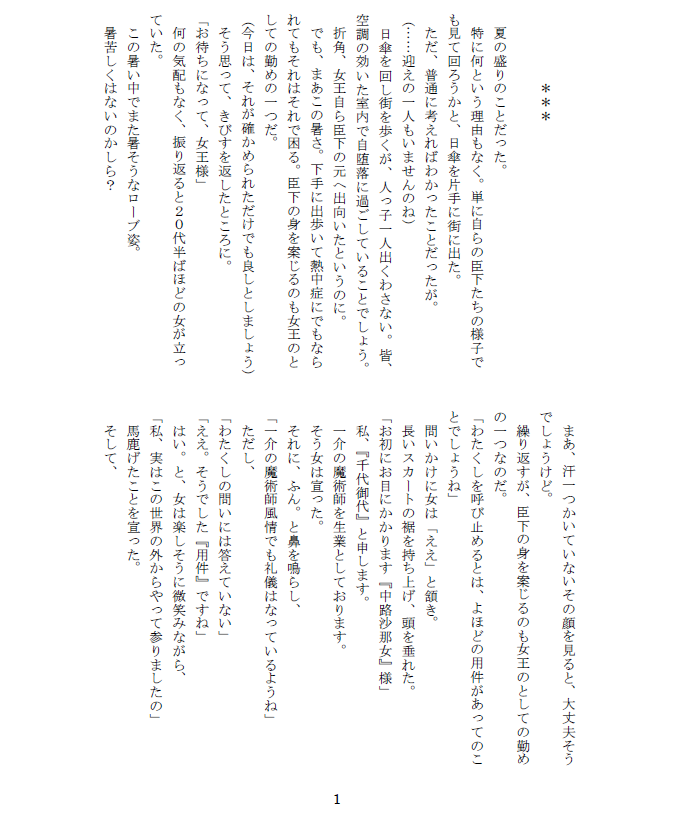 ＊＊＊
夏の盛りのことだった。
特に何という理由もなく。単に自らの臣下たちの様子で
も見て回ろうかと、日傘を片手に街に出た。
ただ、普通に考えればわかったことだったが。
(……迎えの一人もいませんのね)
日傘を回し街を歩くが、人っ子一人出くわさない。皆、
空調の効いた室内で自堕落に過ごしていることでしょう。
折角、女王自ら臣下の元へ出向いたというのに。
でも、まあこの暑さ。下手に出歩いて熱中症にでもなら
れてもそれはそれで困る。臣下の身を案じるのも女王のと
しての勤めの一つだ。
(今日は、それが確かめられただけでも良しとしましょう)
そう思って、きびすを返したところに。
「お待ちになって、女王様」
何の気配もなく、振り返ると２０代半ばほどの女が立っ
ていた。
この暑い中でまた暑そうなローブ姿。
暑苦しくはないのかしら？
まあ、汗一つかいていないその顔を見ると、大丈夫そう
でしょうけど。
繰り返すが、臣下の身を案じるのも女王のとしての勤め
の一つなのだ。
「わたくしを呼び止めるとは、よほどの用件があってのこ
とでしょうね」
問いかけに女は「ええ」と頷き。
長いスカートの裾を持ち上げ、頭を垂れた。
「お初にお目にかかります『中路沙那女』様」
私、『千代御代』と申します。
一介の魔術師を生業としております。
そう女は宣った。
それに、ふん。と鼻を鳴らし、
「一介の魔術師風情でも礼儀はなっているようね」
ただし、
「わたくしの問いには答えていない」
「ええ。そうでした『用件』ですね」
はい。と、女は楽しそうに微笑みながら、
「私、実はこの世界の外からやって参りましたの」
馬鹿げたことを宣った。
そして、
1